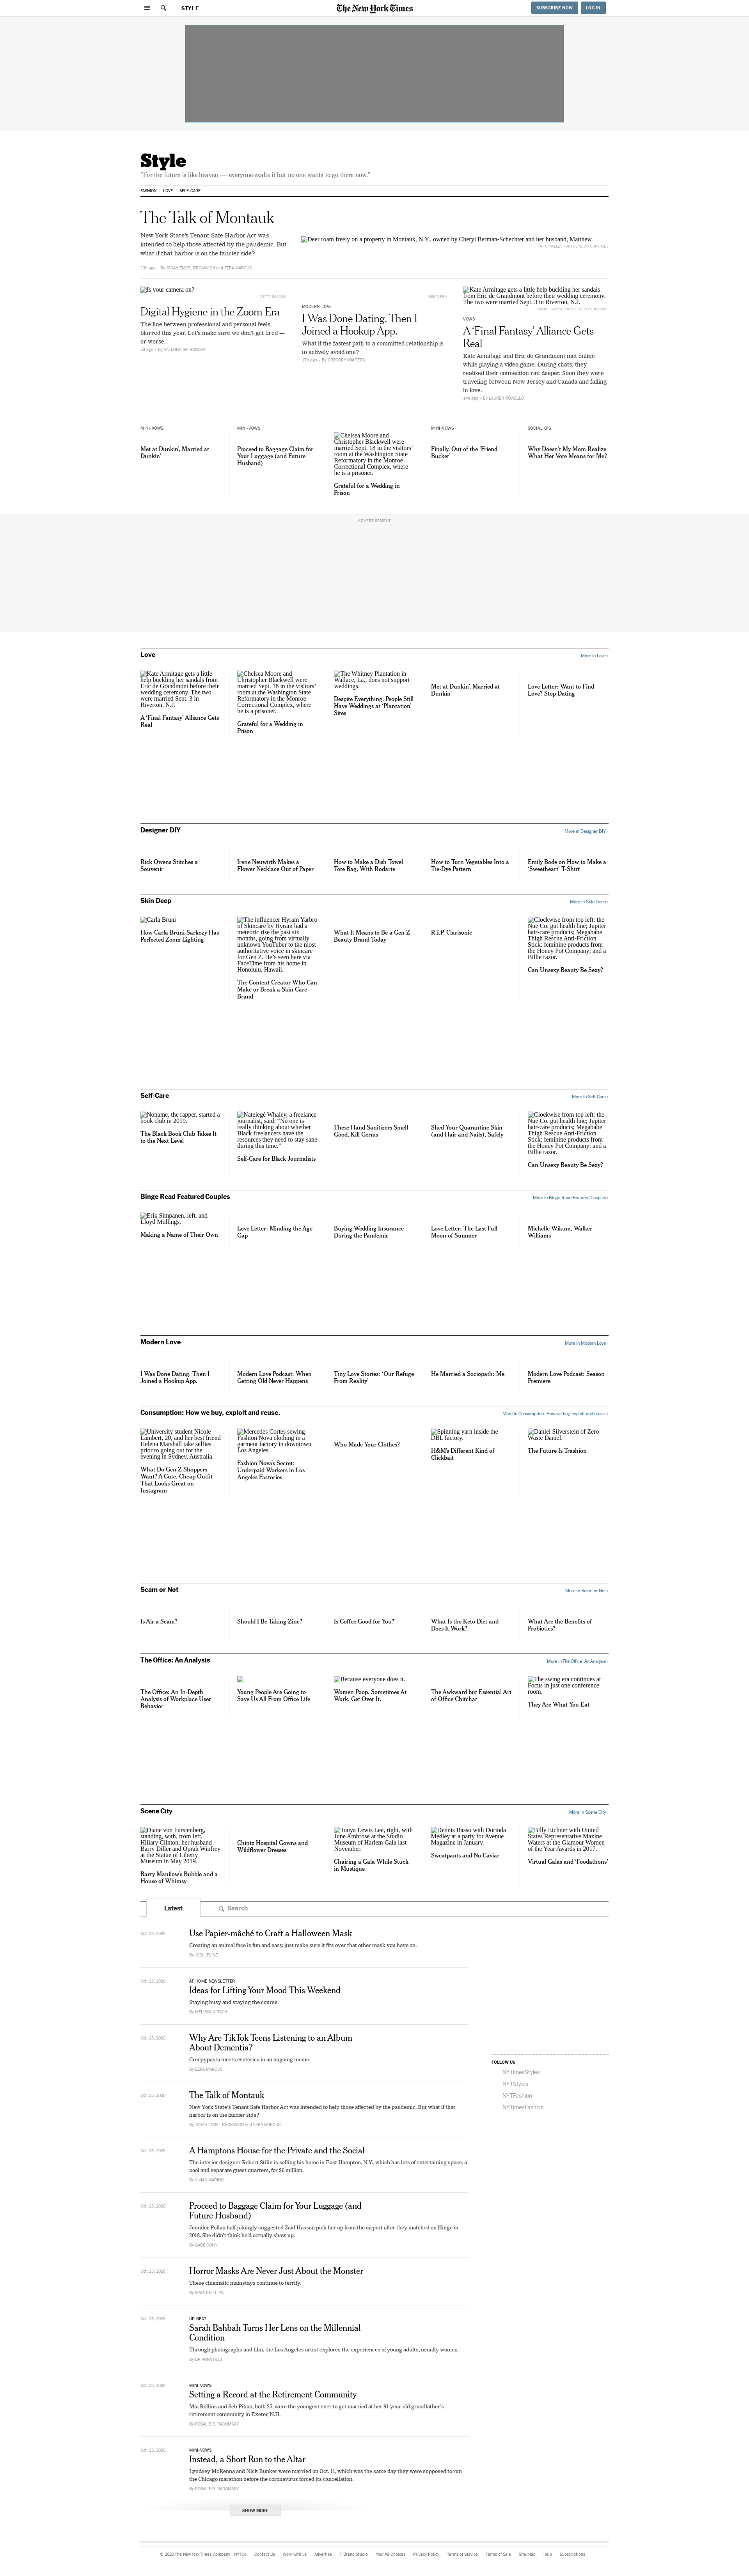 STYLE
The New York Times
SUBSCRIBE NOW
LOG IN
Style
"For the future is like heaven — everyone exalts it but no one wants to go there now."
FASHION
LOVE
SELF-CARE
The Talk of Montauk
New York State's Tenant Safe Harbor Act was
intended to help those affected by the pandemic. But
what if that harbor is on the fancier side?
13h ago · By JONAH ENGEL BROMWICH and EZRA MARCUS
Deer roam freely on a property in Montauk, N.Y., owned by Cheryl Berman-Schechter and her husband, Matthew.
Is your camera on?
GETTY IMAGES
Digital Hygiene in the Zoom Era
The line between professional and personal feels
blurred this year. Let's make sure we don't get fired —
or worse.
By VALERIYA SAFRONOVA
BRIAN REA
MODERN LOVE
I Was Done Dating. Then I
Joined a Hookup App.
What if the fastest path to a committed relationship is
to actively avoid one?
17h ago · By GREGORY WALTERS
Kate Armitage gets a little help buckling her sandals
from Eric de Grandmont before their wedding ceremony.
The two were married Sept. 3 in Riverton, N.J.
VOWS
A 'Final Fantasy' Alliance Gets
Real
Kate Armitage and Eric de Grandmont met online
while playing a video game. During chats, they
realized their connection ran deeper. Soon they were
traveling between New Jersey and Canada and falling
in love.
14h ago · By LAUREN ROWELLO
MINI-VOWS
Met at Dunkin', Married at
Dunkin'
MINI-VOWS
Proceed to Baggage Claim for
Your Luggage (and Future
Husband)
Chelsea Moore and
Christopher Blackwell were
married Sept. 18 in the visitors'
room at the Washington State
Reformatory in the Monroe
Correctional Complex, where
he is a prisoner.
Grateful for a Wedding in
Prison
MINI-VOWS
Finally, Out of the 'Friend
Bucket'
SOCIAL Q'S
Why Doesn't My Mom Realize
What Her Vote Means for Me?
ADVERTISEMENT
Love
More in Love ›
Kate Armitage gets a little
help buckling her sandals from
Eric de Grandmont before their
wedding ceremony. The two
were married Sept. 3 in
Riverton, N.J.
A 'Final Fantasy' Alliance Gets
Real
Chelsea Moore and
Christopher Blackwell were
married Sept. 18 in the visitors'
room at the Washington State
Reformatory in the Monroe
Correctional Complex, where
he is a prisoner.
Grateful for a Wedding in
Prison
The Whitney Plantation in
Wallace, La., does not support
weddings.
Despite Everything, People Still
Have Weddings at 'Plantation'
Sites
Met at Dunkin', Married at
Dunkin'
Love Letter: Want to Find
Love? Stop Dating
Designer DIY
More in Designer DIY ›
Rick Owens Stitches a
Souvenir
Irene Neuwirth Makes a
Flower Necklace Out of Paper
How to Make a Dish Towel
Tote Bag, With Rodarte
How to Turn Vegetables Into a
Tie-Dye Pattern
Emily Bode on How to Make a
'Sweetheart' T-Shirt
Skin Deep
More in Skin Deep ›
Carla Bruni
How Carla Bruni-Sarkozy Has
Perfected Zoom Lighting
The influencer Hyram Yarbro
of Skincare by Hyram had a
meteoric rise the past six
months, going from virtually
unknown YouTuber to the most
authoritative voice in skincare
for Gen Z. He's seen here via
FaceTime from his home in
Honolulu, Hawaii.
The Content Creator Who Can
Make or Break a Skin Care
Brand
What It Means to Be a Gen Z
Beauty Brand Today
R.I.P. Clarisonic
Clockwise from top left: the
Nue Co. gut health line; Jupiter
hair-care products; Megababe
Thigh Rescue Anti-Friction
Stick; feminine products from
the Honey Pot Company; and a
Billie razor.
Can Unsexy Beauty Be Sexy?
Self-Care
More in Self-Care ›
Noname, the rapper, started a
book club in 2019.
The Black Book Club Takes It
to the Next Level
Natelegé Whaley, a freelance
journalist, said: "No one is
really thinking about whether
Black freelancers have the
resources they need to stay sane
during this time."
Self-Care for Black Journalists
These Hand Sanitizers Smell
Good, Kill Germs
Shed Your Quarantine Skin
(and Hair and Nails), Safely
Clockwise from top left: the
Nue Co. gut health line; Jupiter
hair-care products; Megababe
Thigh Rescue Anti-Friction
Stick; feminine products from
the Honey Pot Company; and a
Billie razor.
Can Unsexy Beauty Be Sexy?
Binge Read Featured Couples
More in Binge Read Featured Couples ›
Erik Simpanen, left, and
Lloyd Mullings.
Making a Name of Their Own
Love Letter: Minding the Age
Gap
Buying Wedding Insurance
During the Pandemic
Love Letter: The Last Full
Moon of Summer
Michelle Wikum, Walker
Williams
Modern Love
More in Modern Love ›
I Was Done Dating. Then I
Joined a Hookup App.
Modern Love Podcast: When
Getting Old Never Happens
Tiny Love Stories: 'Our Refuge
From Reality'
He Married a Sociopath: Me
Modern Love Podcast: Season
Premiere
Consumption: How we buy, exploit and reuse.
More in Consumption: How we buy, exploit and reuse. ›
University student Nicole
Lambert, 20, and her best friend
Helena Marshall take selfies
prior to going out for the
evening in Sydney, Australia.
What Do Gen Z Shoppers
Want? A Cute, Cheap Outfit
That Looks Great on
Instagram
Mercedes Cortes sewing
Fashion Nova clothing in a
garment factory in downtown
Los Angeles.
Fashion Nova's Secret:
Underpaid Workers in Los
Angeles Factories
Who Made Your Clothes?
Spinning yarn inside the
DBL factory.
H&M's Different Kind of
Clickbait
Daniel Silverstein of Zero
Waste Daniel.
The Future Is Trashion
Scam or Not
More in Scam or Not ›
Is Air a Scam?
Should I Be Taking Zinc?
Is Coffee Good for You?
What Is the Keto Diet and
Does It Work?
What Are the Benefits of
Probiotics?
The Office: An Analysis
More in The Office: An Analysis ›
The Office: An In-Depth
Analysis of Workplace User
Behavior
Young People Are Going to
Save Us All From Office Life
Because everyone does it.
Women Poop. Sometimes At
Work. Get Over It.
The Awkward but Essential Art
of Office Chitchat
The swing era continues at
Focus in just one conference
room.
They Are What You Eat
Scene City
More in Scene City ›
Diane von Furstenberg,
standing, with, from left,
Hillary Clinton, her husband
Barry Diller and Oprah Winfrey
at the Statue of Liberty
Museum in May 2019.
Barry Manilow's Bubble and a
House of Whimsy
Chintz Hospital Gowns and
Wildflower Dresses
Tonya Lewis Lee, right, with
June Ambrose at the Studio
Museum of Harlem Gala last
November.
Chairing a Gala While Stuck
in Mustique
Dennis Basso with Dorinda
Medley at a party for Avenue
Magazine in January.
Sweatpants and No Caviar
Billy Eichner with United
States Representative Maxine
Waters at the Glamour Women
of the Year Awards in 2017.
Virtual Galas and 'Foodathons'
Latest
Search
Oct. 23, 2020
Use Papier-mâché to Craft a Halloween Mask
Creating an animal face is fun and easy, just make sure it fits over that other mask you have on.
By JODI LEVINE
Oct. 23, 2020
AT HOME NEWSLETTER
Ideas for Lifting Your Mood This Weekend
Staying busy and staying the course.
By MELISSA KIRSCH
Oct. 23, 2020
Why Are TikTok Teens Listening to an Album
About Dementia?
Creepypasta meets esoterica in an ongoing meme.
By EZRA MARCUS
Oct. 23, 2020
The Talk of Montauk
New York State's Tenant Safe Harbor Act was intended to help those affected by the pandemic. But what if that
harbor is on the fancier side?
By JONAH ENGEL BROMWICH and EZRA MARCUS
A Hamptons House for the Private and the Social
The interior designer Robert Stilin is selling his home in East Hampton, N.Y., which has lots of entertaining space, a
pool and separate guest quarters, for $6 million.
By VIVIAN MARINO
Proceed to Baggage Claim for Your Luggage (and
Future Husband)
Jennifer Pollan half-jokingly suggested Zaid Hassan pick her up from the airport after they matched on Hinge in
2018. She didn't think he'd actually show up.
By GABE COHN
Horror Masks Are Never Just About the Monster
These cinematic mainstays continue to terrify.
By MAYA PHILLIPS
UP NEXT
Sarah Bahbah Turns Her Lens on the Millennial
Condition
Through photographs and film, the Los Angeles artist explores the experiences of young adults, usually women.
By BRIANNA HOLT
MINI-VOWS
Setting a Record at the Retirement Community
Mia Rollins and Seb Pihan, both 25, were the youngest ever to get married at her 91-year-old grandfather's
retirement community in Exeter, N.H.
By ROSALIE R. RADOMSKY
MINI-VOWS
Instead, a Short Run to the Altar
Lyndsey McKenna and Nick Bunker were married on Oct. 11, which was the same day they were supposed to run
the Chicago marathon before the coronavirus forced its cancellation.
By ROSALIE R. RADOMSKY
SHOW MORE
FOLLOW US
NYTimesStyles
NYTStyles
NYTFashion
NYTimesFashion
© 2020 The New York Times Company
NYTCo
Contact Us
Work with us
Advertise
T Brand Studio
Your Ad Choices
Privacy Policy
Terms of Service
Terms of Sale
Site Map
Help
Subscriptions